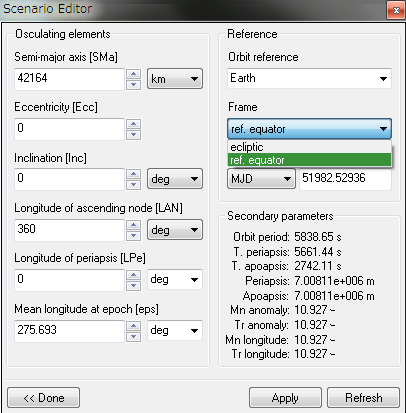 Scenario Editor
x
Osculating elements
Semi-major axis [SMa]
42164
km
Eccentricity [Ecc]
0
Inclination [Inc]
0
deg
Longitude of ascending node [LAN]
360
deg
Longitude of periapsis [LPe]
0
deg
Mean longitude at epoch [eps]
275.693
deg
Reference
Orbit reference
Earth
Frame
ref. equator
ecliptic
ref. equator
MJD
51982.52936
Secondary parameters
Orbit period: 5838.65 s
T. periapsis: 5661.44 s
T. apoapsis: 2742.11 s
Periapsis: 7.00811e+006 m
Apoapsis: 7.00811e+006 m
Mn anomaly: 10.927 ~
Tr anomaly: 10.927 ~
Mn longitude: 10.927 ~
Tr longitude: 10.927 ~
<< Done
Apply
Refresh